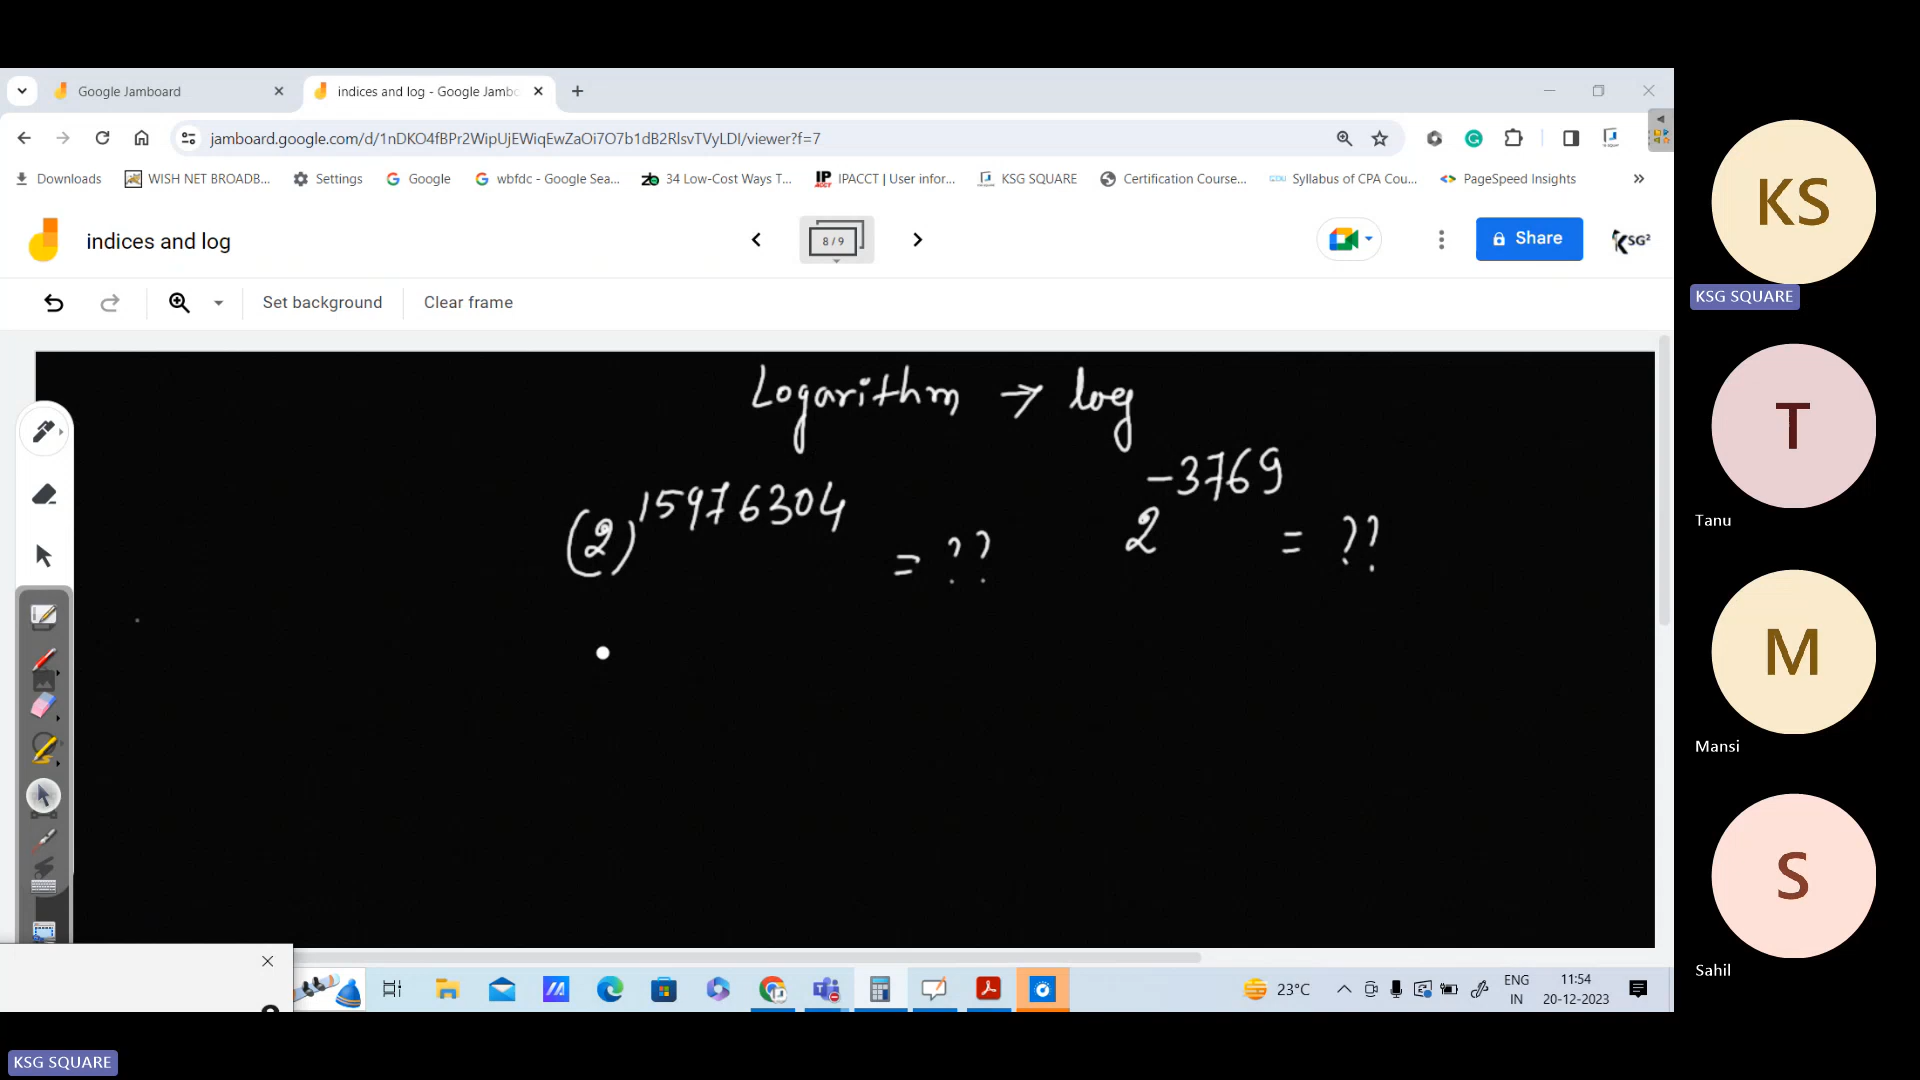 Google Jamboard
indices and log - Google Jambo
jamboard.google.com/d/1nDKO4fBPr2WipUjEWiqEwZaOi7O7b1dB2RlsvTVyLDI/viewer?f=7
Downloads WISH NET BROADB... Settings Google wbfdc - Google Sea... 34 Low-Cost Ways T... IPACCT | User infor... KSG SQUARE Certification Course... Syllabus of CPA Cou... PageSpeed Insights
indices and log
8 / 9
Share
KSG²
Set background Clear frame
Logarithm → log
(2)^15976304 = ??
2^-3769 = ??
23°C
ENG
IN
11:54
20-12-2023
KS
KSG SQUARE
T
Tanu
M
Mansi
S
Sahil
KSG SQUARE